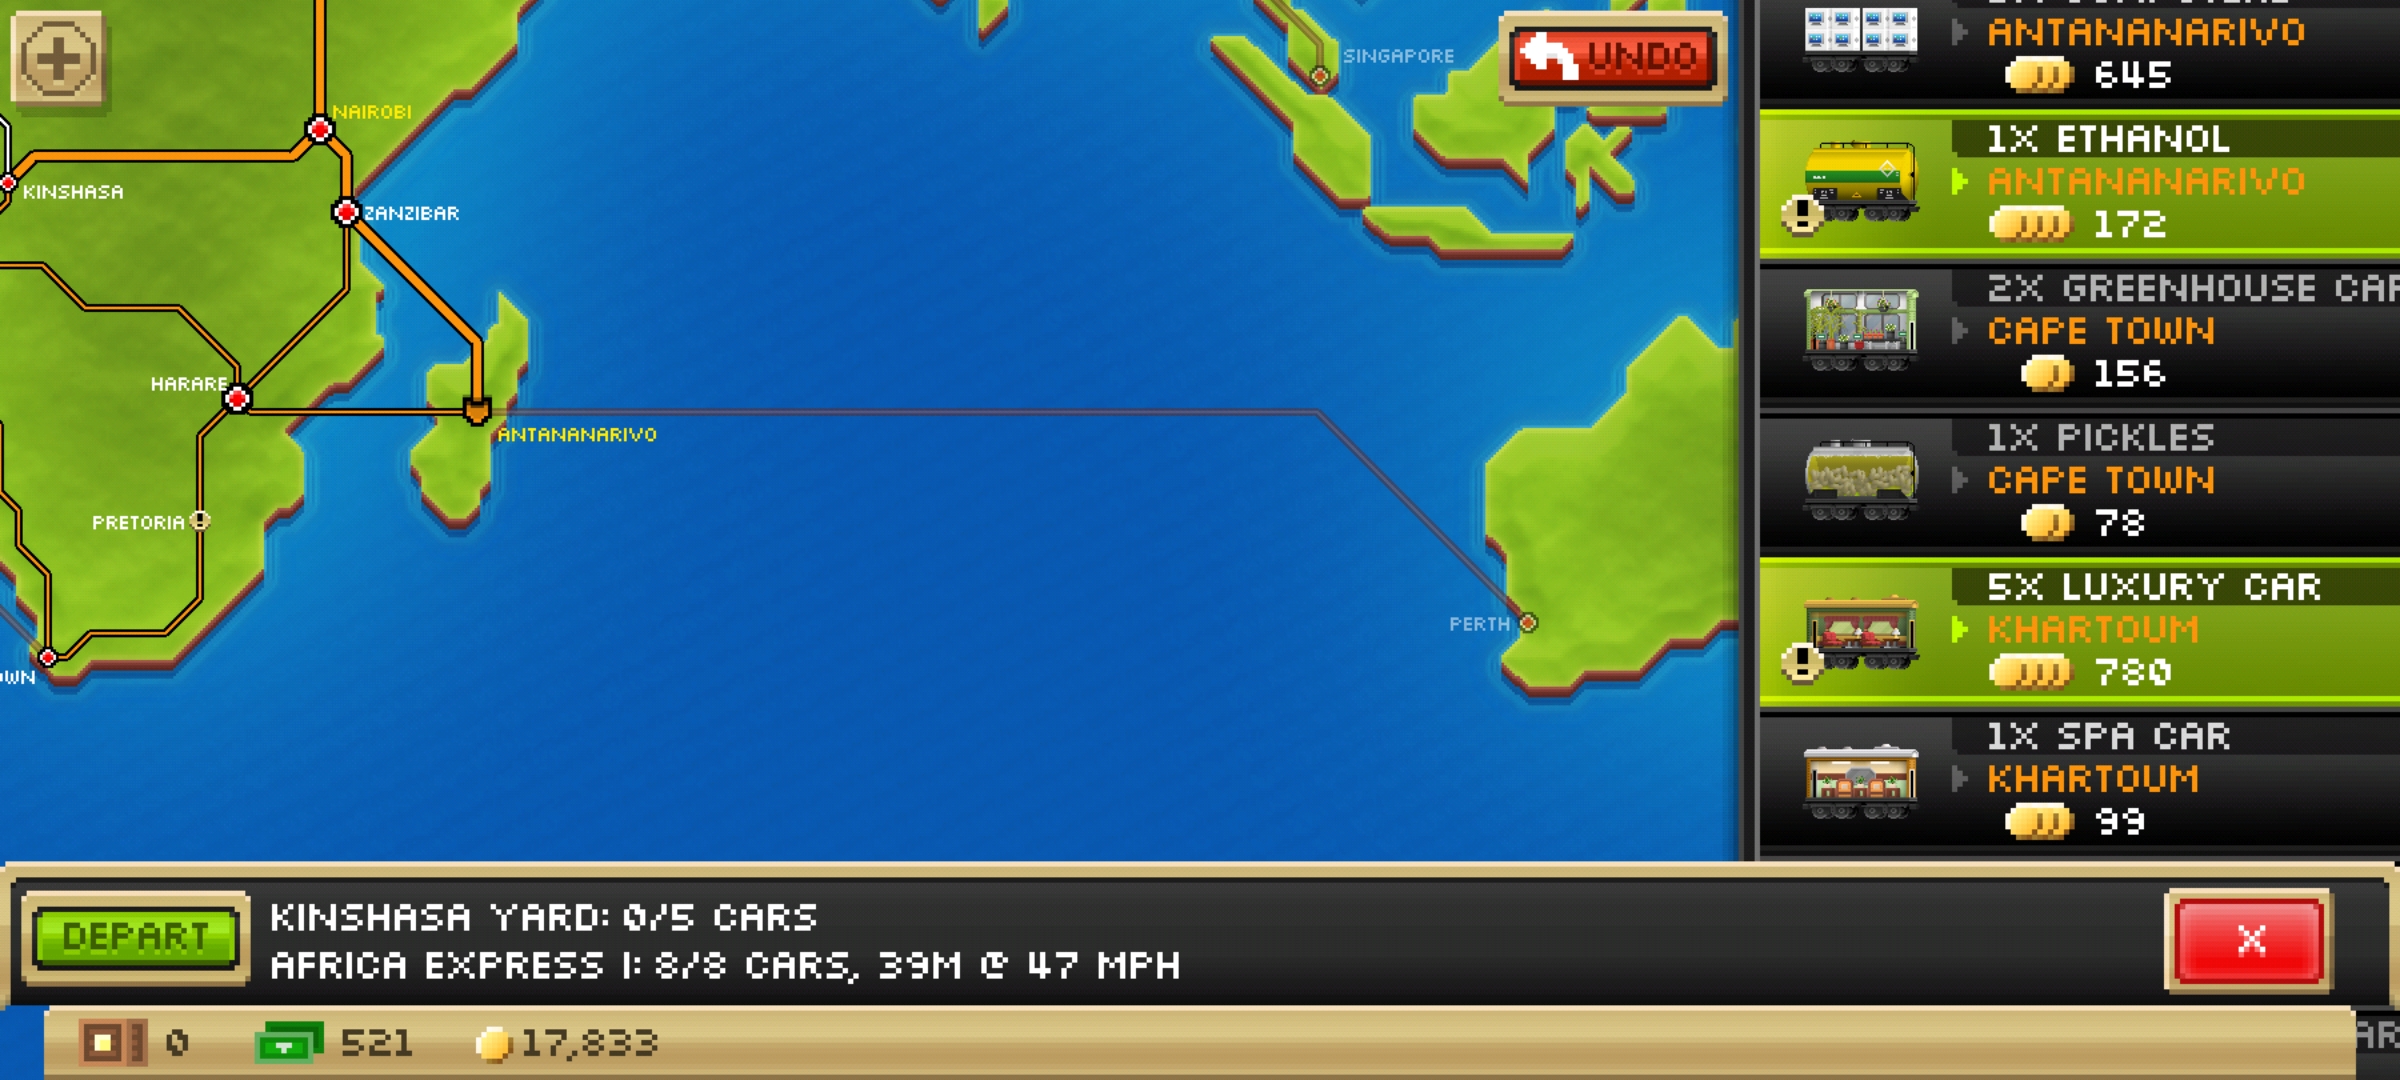 SINGAPORE
UNDO
NAIROBI
KINSHASA
ZANZIBAR
HARARE
ANTANANARIVO
PRETORIA
PERTH
OWN
ANTANANARIVO
645
1X ETHANOL
ANTANANARIVO
172
2X GREENHOUSE CAR
CAPE TOWN
156
1X PICKLES
CAPE TOWN
78
5X LUXURY CAR
KHARTOUM
780
1X SPA CAR
KHARTOUM
99
DEPART
KINSHASA YARD: 0/5 CARS
AFRICA EXPRESS I: 8/8 CARS, 39M @ 47 MPH
X
0
521
17,833
AR